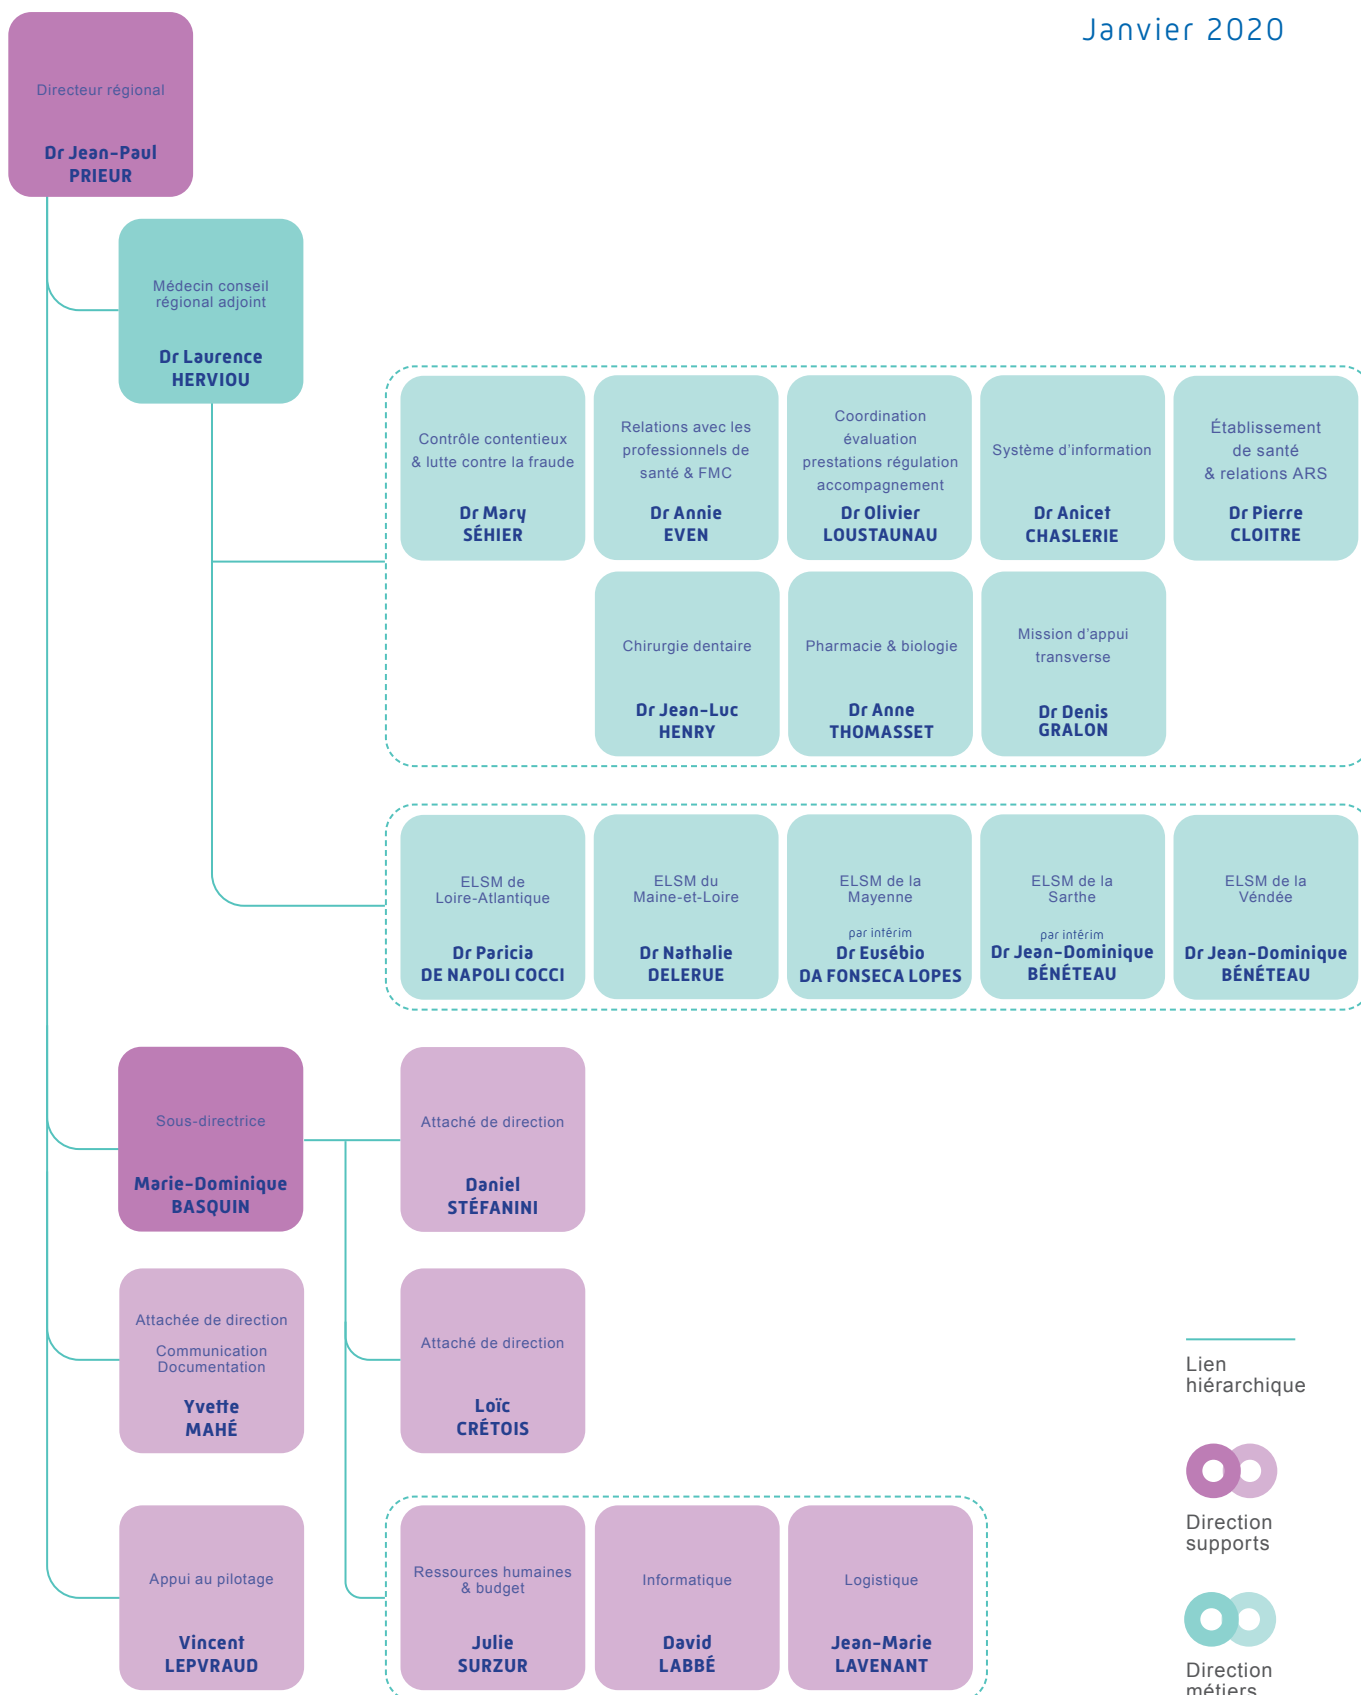 Janvier 2020
Directeur régional
Dr Jean-Paul
PRIEUR
Médecin conseil
régional adjoint
Dr Laurence
HERVIOU
Contrôle contentieux
& lutte contre la fraude
Dr Mary
SÉHIER
Relations avec les
professionnels de
santé & FMC
Dr Annie
EVEN
Coordination
évaluation
prestations régulation
accompagnement
Dr Olivier
LOUSTAUNAU
Système d'information
Dr Anicet
CHASLERIE
Établissement
de santé
& relations ARS
Dr Pierre
CLOITRE
Chirurgie dentaire
Dr Jean-Luc
HENRY
Pharmacie & biologie
Dr Anne
THOMASSET
Mission d'appui
transverse
Dr Denis
GRALON
ELSM de
Loire-Atlantique
Dr Paricia
DE NAPOLI COCCI
ELSM du
Maine-et-Loire
Dr Nathalie
DELERUE
ELSM de la
Mayenne
par intérim
Dr Eusébio
DA FONSECA LOPES
ELSM de la
Sarthe
par intérim
Dr Jean-Dominique
BÉNÉTEAU
ELSM de la
Véndée
Dr Jean-Dominique
BÉNÉTEAU
Sous-directrice
Marie-Dominique
BASQUIN
Attaché de direction
Daniel
STÉFANINI
Attachée de direction
Communication
Documentation
Yvette
MAHÉ
Attaché de direction
Loïc
CRÉTOIS
Appui au pilotage
Vincent
LEPVRAUD
Ressources humaines
& budget
Julie
SURZUR
Informatique
David
LABBÉ
Logistique
Jean-Marie
LAVENANT
Lien
hiérarchique
Direction
supports
Direction
métiers